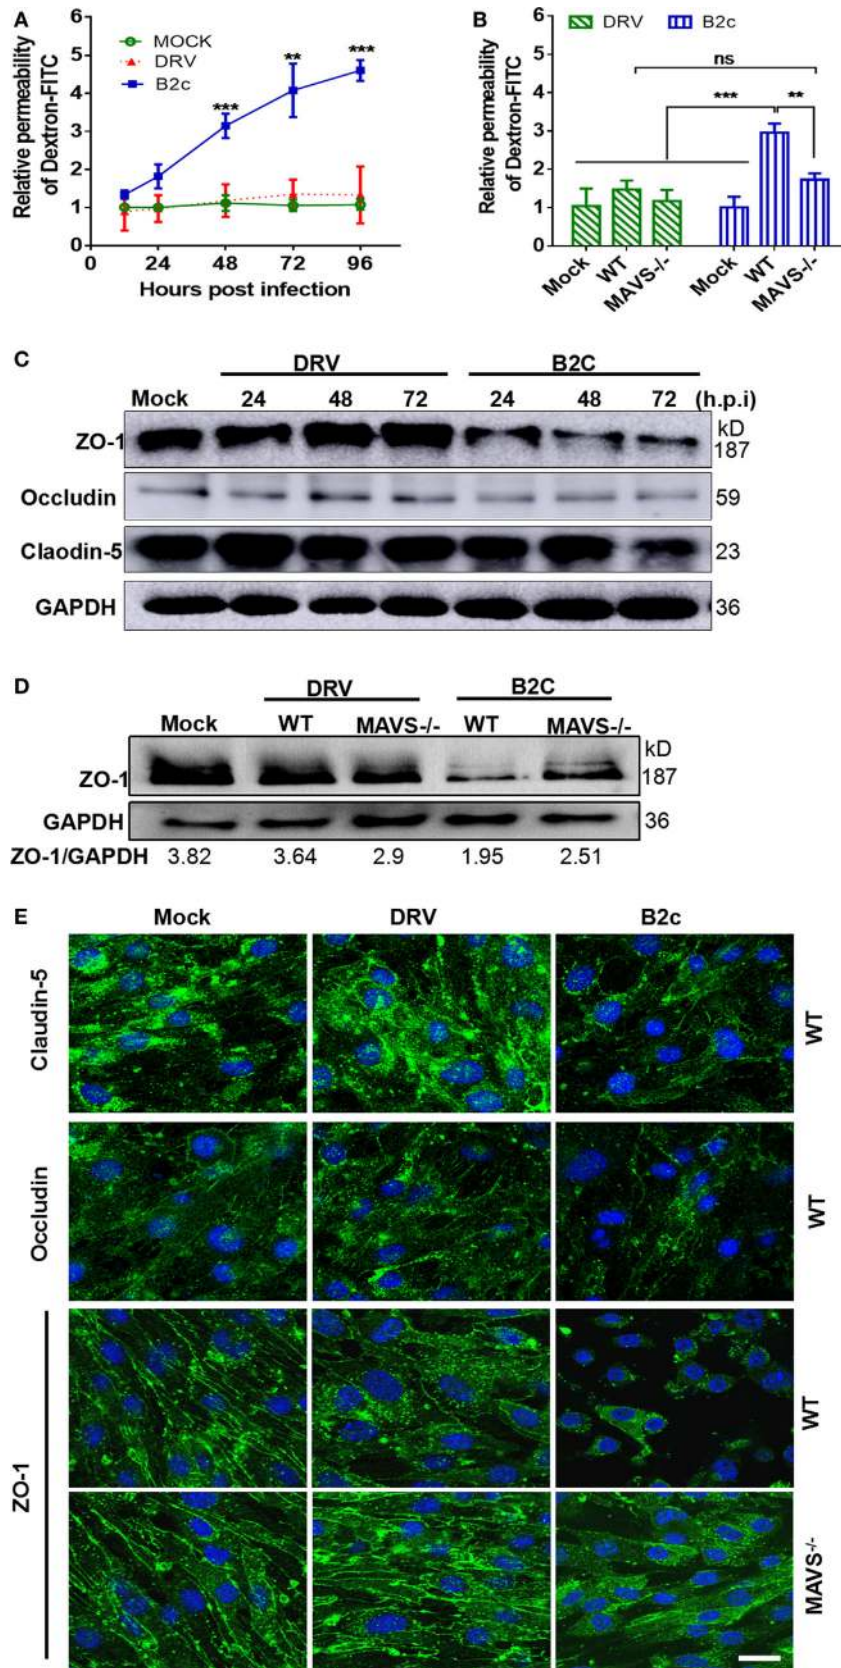 A
Relative permeability
of Dextron-FITC
6
5
4
3
2
1
0
MOCK
DRV
B2c
***
**
***
0
24
48
72
96
Hours post infection
B
Relative permeability
of Dextron-FITC
6
5
4
3
2
1
0
DRV
B2c
ns
***
**
Mock
WT
MAVS-/-
Mock
WT
MAVS-/-
C
DRV
B2C
Mock
24
48
72
24
48
72
(h.p.i)
ZO-1
kD
187
Occludin
59
Claodin-5
23
GAPDH
36
D
DRV
B2C
Mock
WT
MAVS-/-
WT
MAVS-/-
kD
ZO-1
187
GAPDH
36
ZO-1/GAPDH
3.82
3.64
2.9
1.95
2.51
E
Mock
DRV
B2c
Claudin-5
WT
Occludin
WT
ZO-1
WT
MAVS-/-